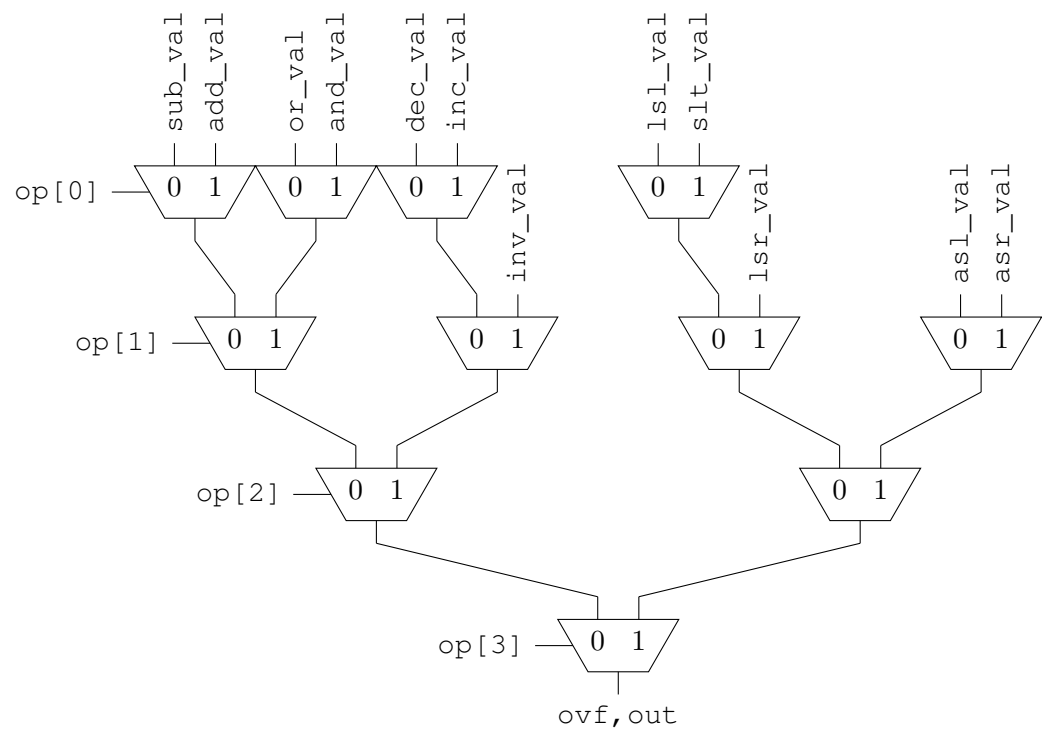 sub_val
add_val
or_val
and_val
dec_val
inc_val
lsl_val
slt_val
op[0]
0 1
0 1
0 1
0 1
inv_val
lsr_val
asl_val
asr_val
op[1]
0 1
0 1
0 1
0 1
op[2]
0 1
0 1
op[3]
0 1
ovf,out